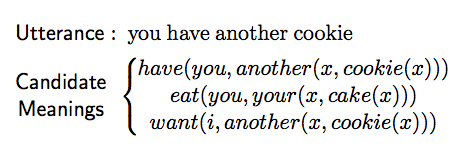 Utterance : you have another cookie
have(you, another(x, cookie(x)))
Candidate
eat(you, your(x, cake(x)))
Meanings
want(i, another(x, cookie(x)))